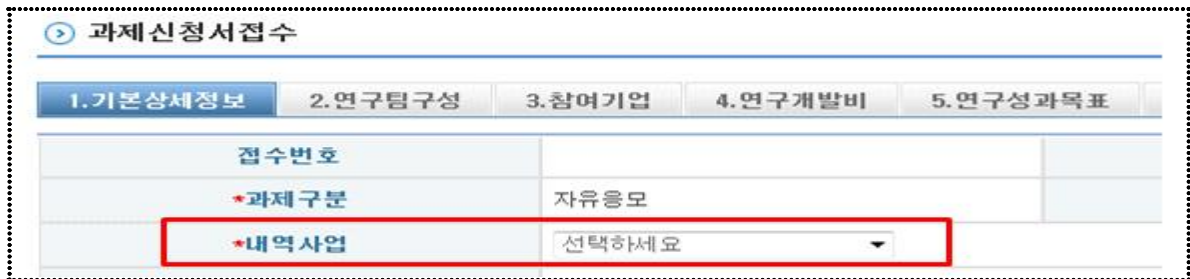 과제신청서접수
1.기본상세정보 2.연구팀구성 3.참여기업 4.연구개발비 5.연구성과목표
접수번호
*과제구분 자유응모
*내역사업 선택하세요